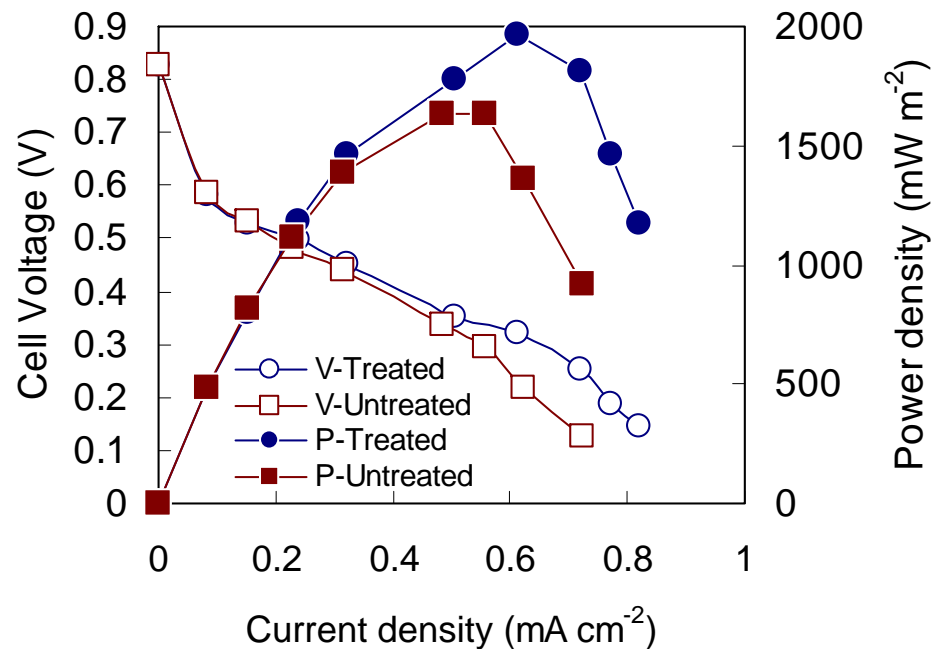 Cell Voltage (V)
0.9
0.8
0.7
0.6
0.5
0.4
0.3
0.2
0.1
0
2000
1500
1000
500
0
Power density (mW m⁻²)
V-Treated
V-Untreated
P-Treated
P-Untreated
0 0.2 0.4 0.6 0.8 1
Current density (mA cm⁻²)